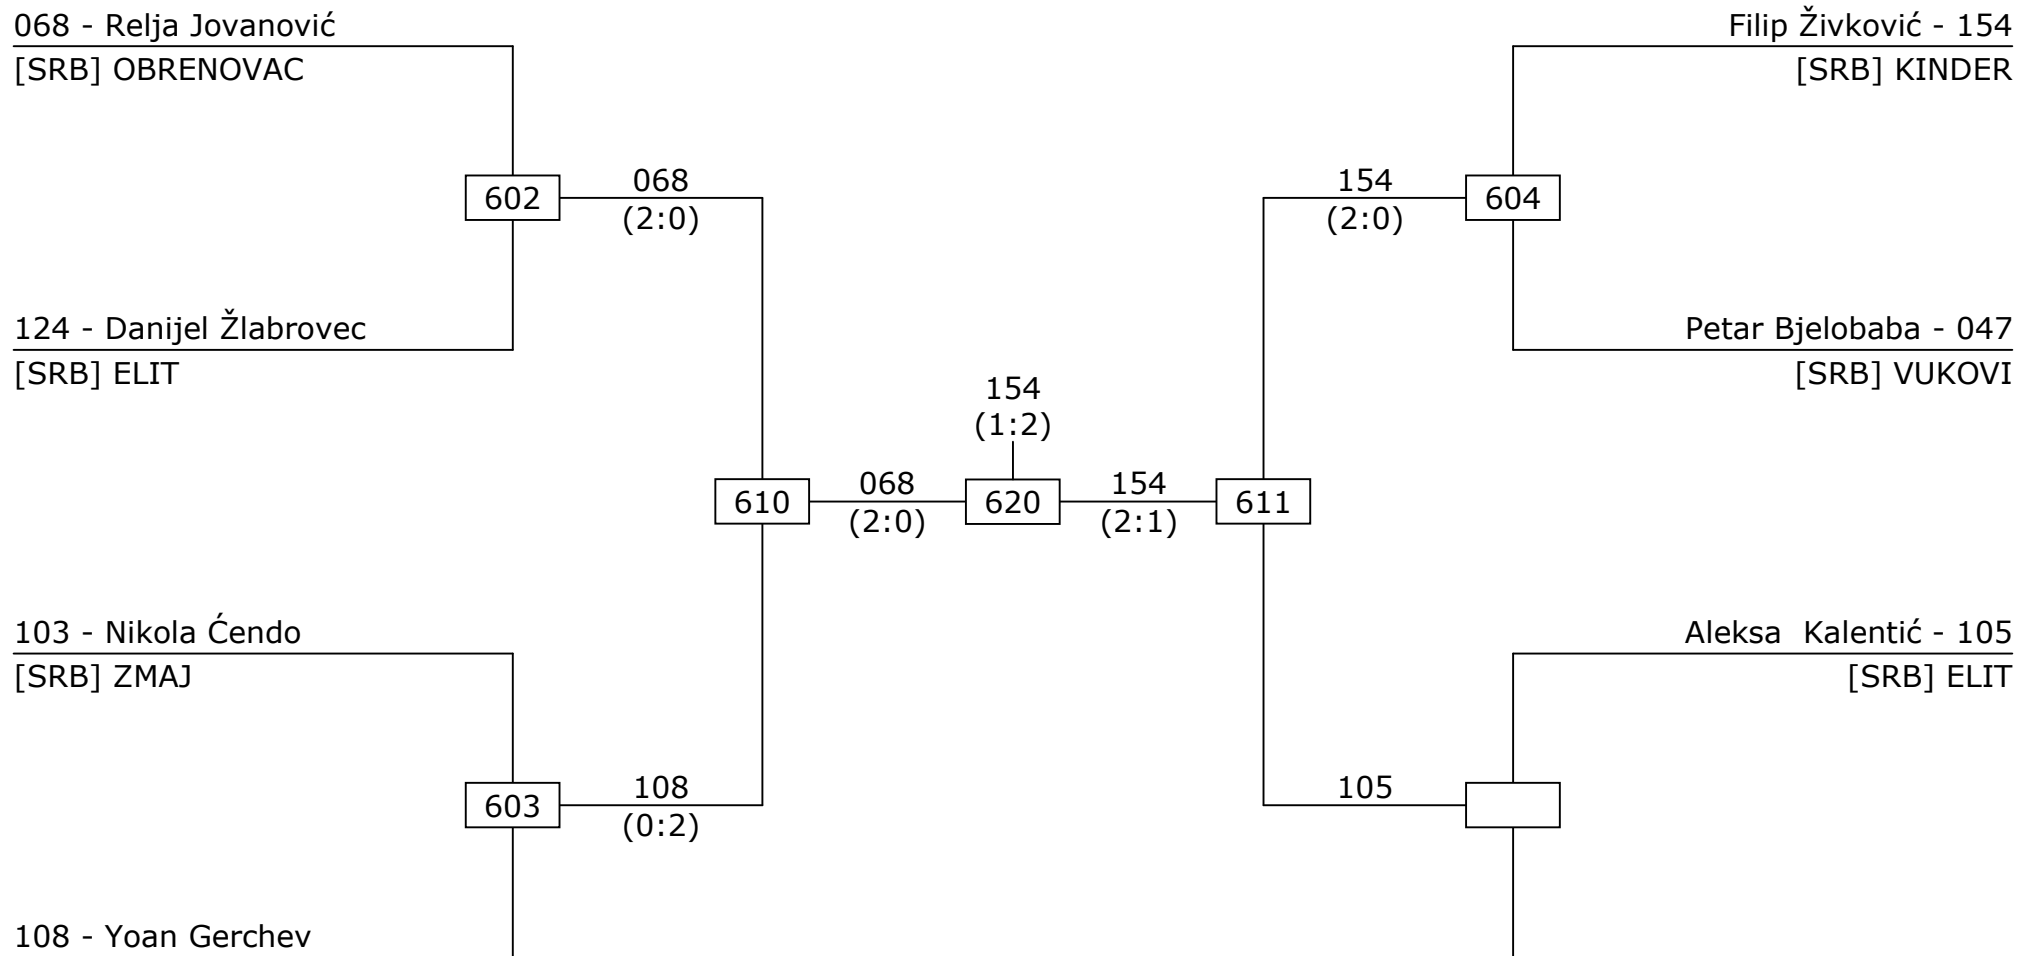 068 - Relja Jovanović
[SRB] OBRENOVAC
Filip Živković - 154
[SRB] KINDER
602
068
(2:0)
154
(2:0)
604
124 - Danijel Žlabrovec
[SRB] ELIT
Petar Bjelobaba - 047
[SRB] VUKOVI
154
(1:2)
610
068
(2:0)
620
154
(2:1)
611
103 - Nikola Ćendo
[SRB] ZMAJ
Aleksa  Kalentić - 105
[SRB] ELIT
603
108
(0:2)
105
108 - Yoan Gerchev